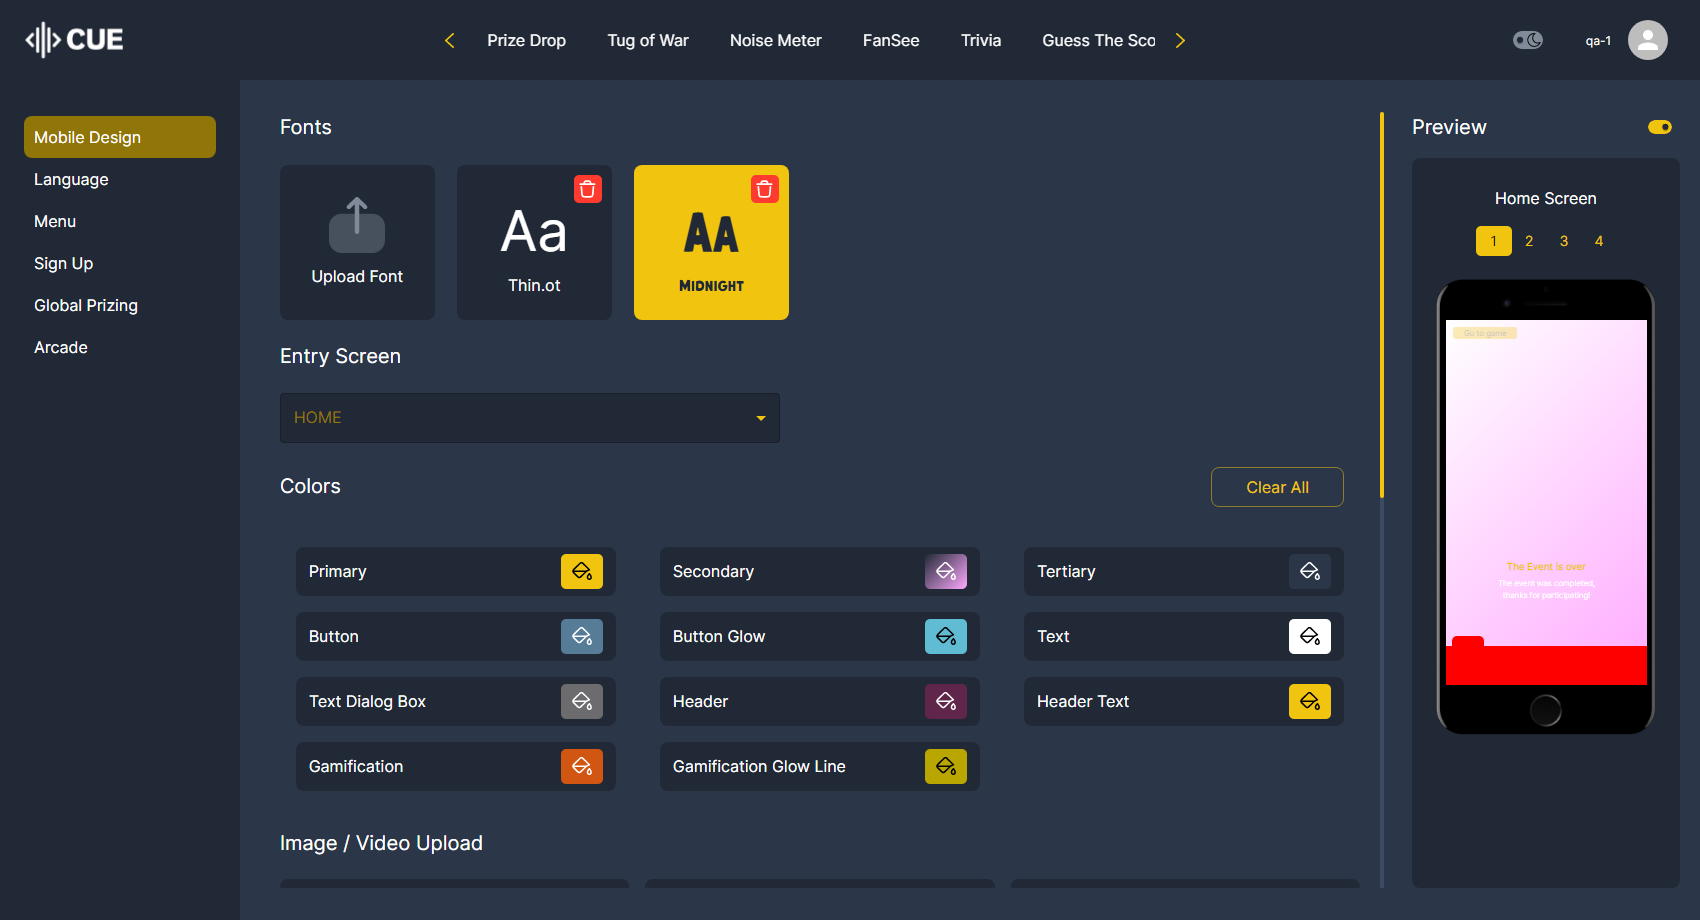 CUE
Prize Drop
Tug of War
Noise Meter
FanSee
Trivia
Guess The Sco
qa-1
Mobile Design
Language
Menu
Sign Up
Global Prizing
Arcade
Fonts
Upload Font
Aa
Thin.ot
Aa
Midnight
Entry Screen
HOME
Colors
Clear All
Primary
Secondary
Tertiary
Button
Button Glow
Text
Text Dialog Box
Header
Header Text
Gamification
Gamification Glow Line
Image / Video Upload
Preview
Home Screen
1 2 3 4
Go to game
The Event is over
The event was completed,
thanks for participating!